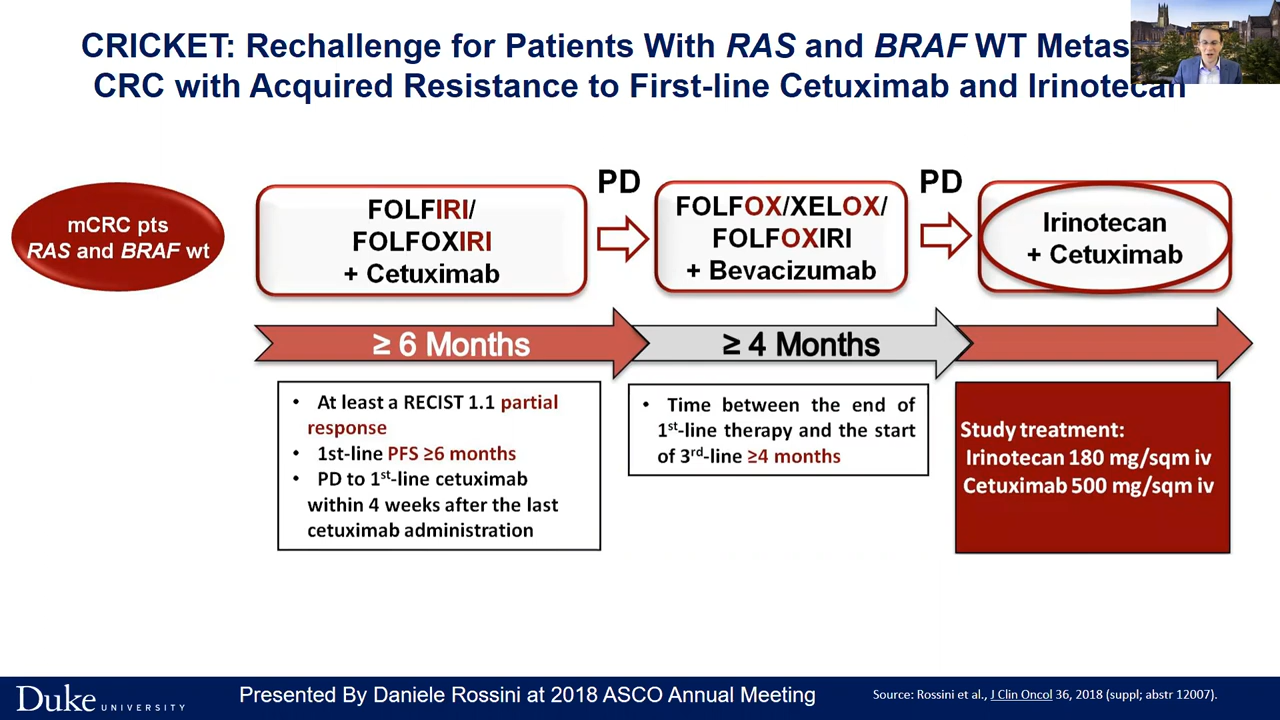 CRICKET: Rechallenge for Patients With RAS and BRAF WT Metas
CRC with Acquired Resistance to First-line Cetuximab and Irinotecan
mCRC pts
RAS and BRAF wt
FOLFIRI/
FOLFOXIRI
+ Cetuximab
PD
FOLFOX/XELOX/
FOLFOXIRI
+ Bevacizumab
PD
Irinotecan
+ Cetuximab
≥ 6 Months
≥ 4 Months
• At least a RECIST 1.1 partial
response
• 1st-line PFS ≥6 months
• PD to 1st-line cetuximab
within 4 weeks after the last
cetuximab administration
• Time between the end of
1st-line therapy and the start
of 3rd-line ≥4 months
Study treatment:
Irinotecan 180 mg/sqm iv
Cetuximab 500 mg/sqm iv
Duke UNIVERSITY
Presented By Daniele Rossini at 2018 ASCO Annual Meeting
Source: Rossini et al., J Clin Oncol 36, 2018 (suppl; abstr 12007).